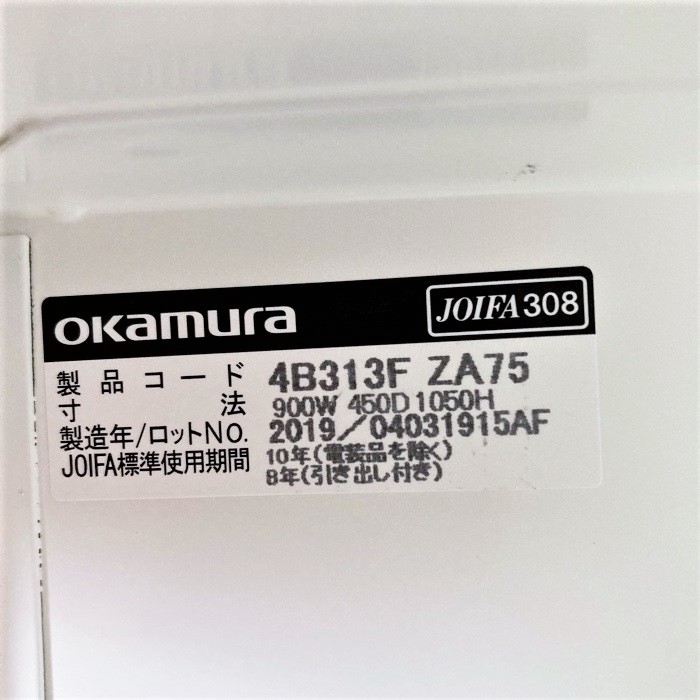 okamura JOIFA308
製品コード 4B313F ZA75
寸法 900W 450D 1050H
製造年/ロットNO. 2019/04031915AF
JOIFA標準使用期間 10年(電装品を除く)
8年(引き出し付き)